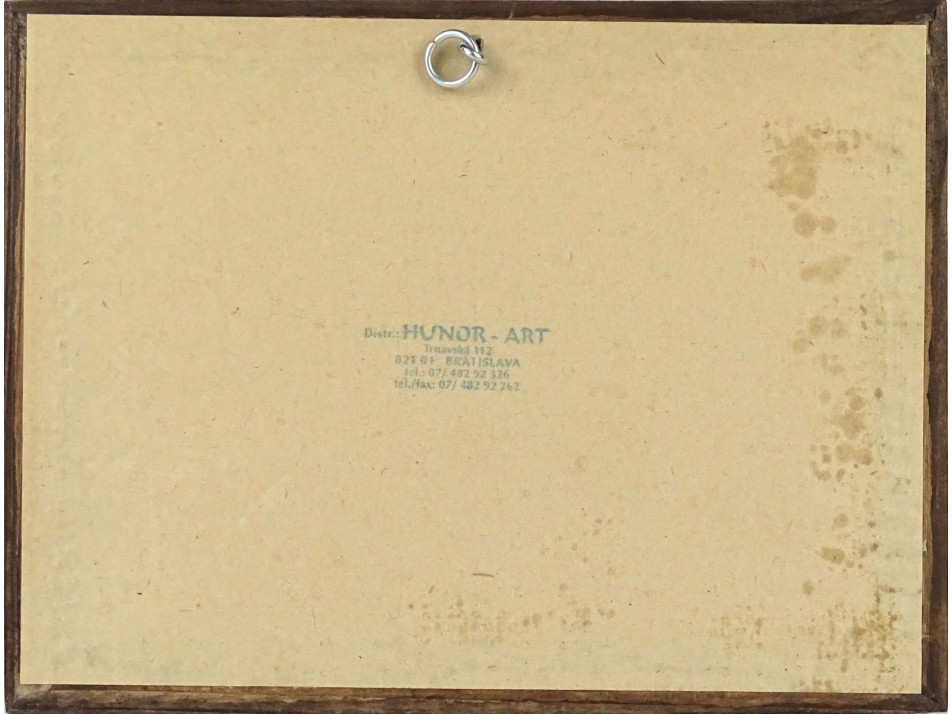 Distr.: HUNOR - ART
Trnavská 112
821 01 BRATISLAVA
tel.: 07/ 482 92 326
tel./fax: 07/ 482 92 262